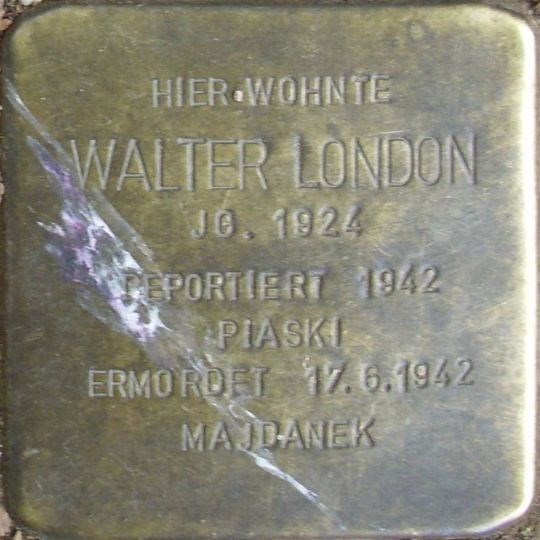 HIER WOHNTE
WALTER LONDON
JG. 1924
DEPORTIERT 1942
PIASKI
ERMORDET 17.6.1942
MAJDANEK